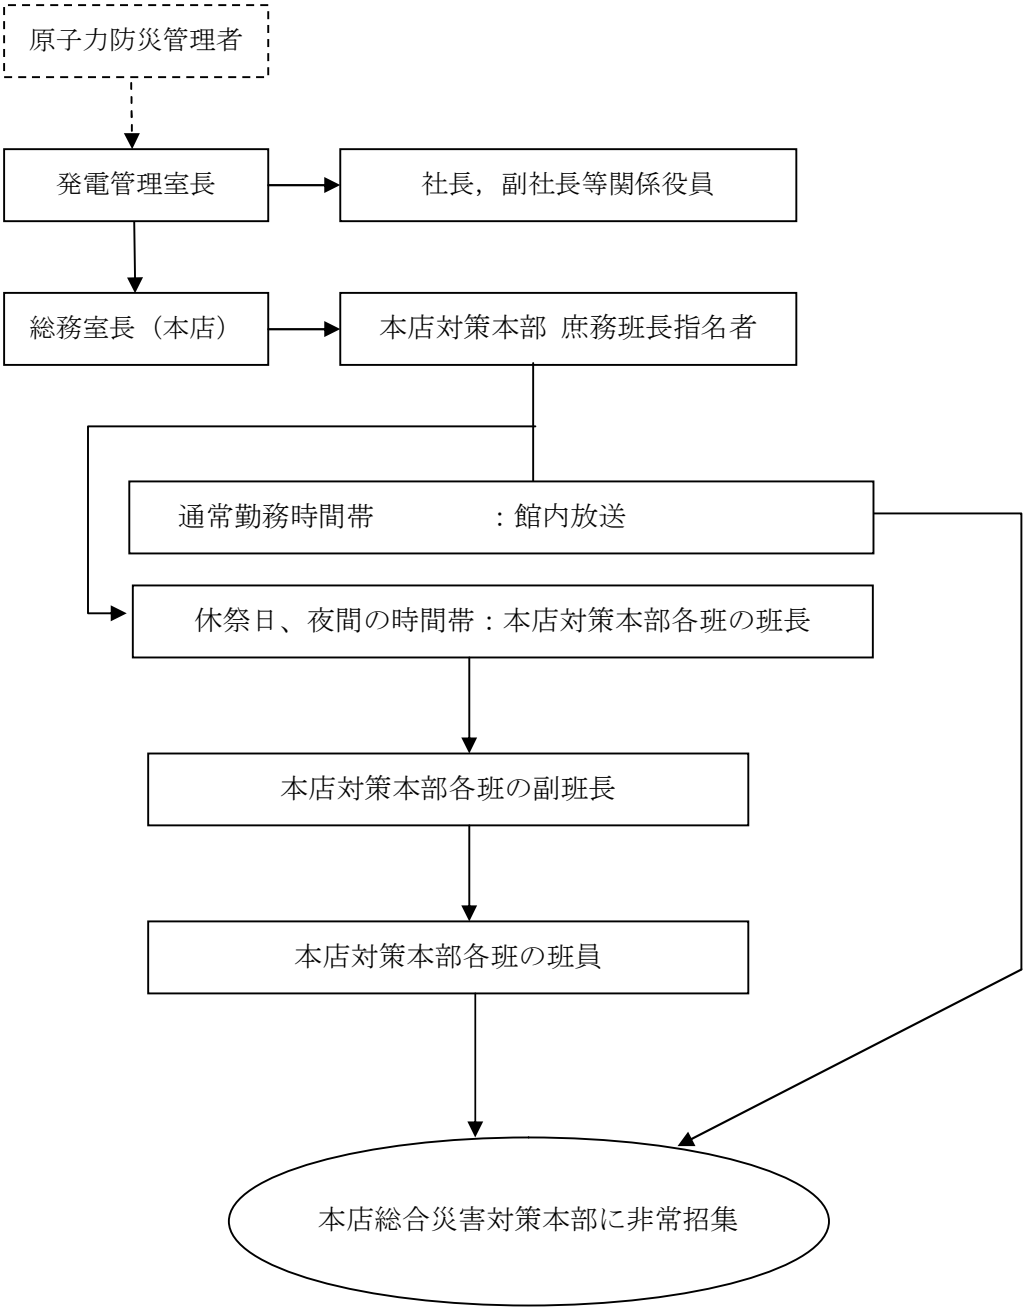 原子力防災管理者
発電管理室長
社長，副社長等関係役員
総務室長（本店）
本店対策本部 庶務班長指名者
通常勤務時間帯　　　　：館内放送
休祭日、夜間の時間帯：本店対策本部各班の班長
本店対策本部各班の副班長
本店対策本部各班の班員
本店総合災害対策本部に非常招集